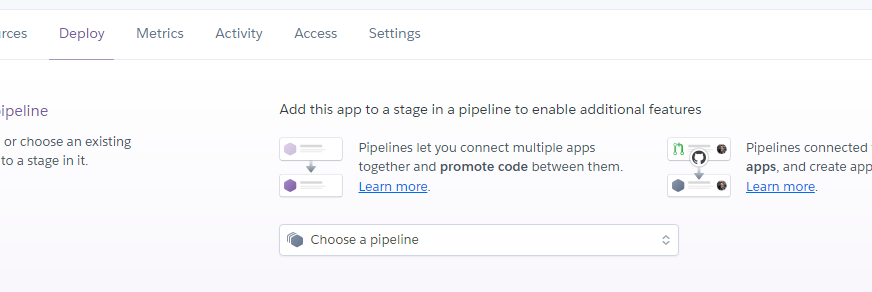 urces Deploy Metrics Activity Access Settings
ipeline
Add this app to a stage in a pipeline to enable additional features
or choose an existing
to a stage in it.
Pipelines let you connect multiple apps
together and promote code between them.
Learn more.
Pipelines connected
apps, and create app
Learn more.
Choose a pipeline